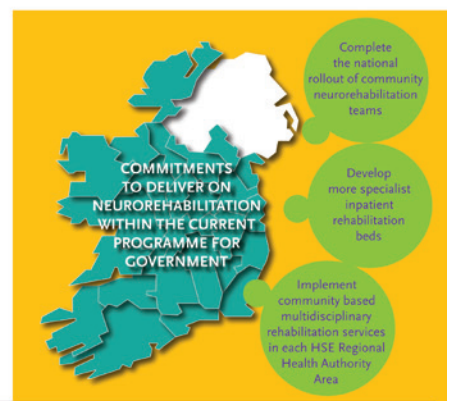 COMMITMENTS
TO DELIVER ON
NEUROREHABILITATION
WITHIN THE CURRENT
PROGRAMME FOR
GOVERNMENT
Complete
the national
rollout of community
neurorehabilitation
teams
Develop
more specialist
inpatient
rehabilitation
beds
Implement
community based
multidisciplinary
rehabilitation services
in each HSE Regional
Health Authority
Area